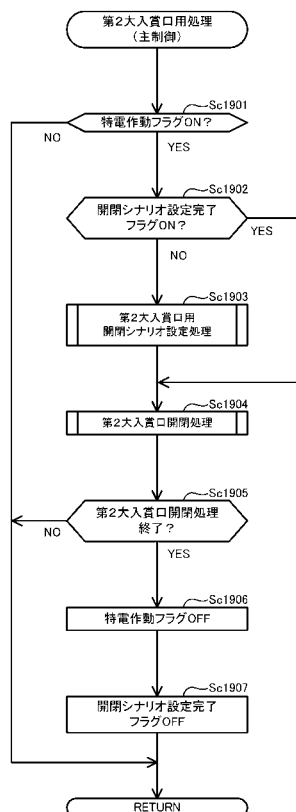 第2大入賞口用処理
（主制御）
Sc1901
特電作動フラグON？
NO
YES
Sc1902
開閉シナリオ設定完了
フラグON？
YES
NO
Sc1903
第2大入賞口用
開閉シナリオ設定処理
Sc1904
第2大入賞口開閉処理
Sc1905
第2大入賞口開閉処理
終了？
NO
YES
Sc1906
特電作動フラグOFF
Sc1907
開閉シナリオ設定完了
フラグOFF
RETURN